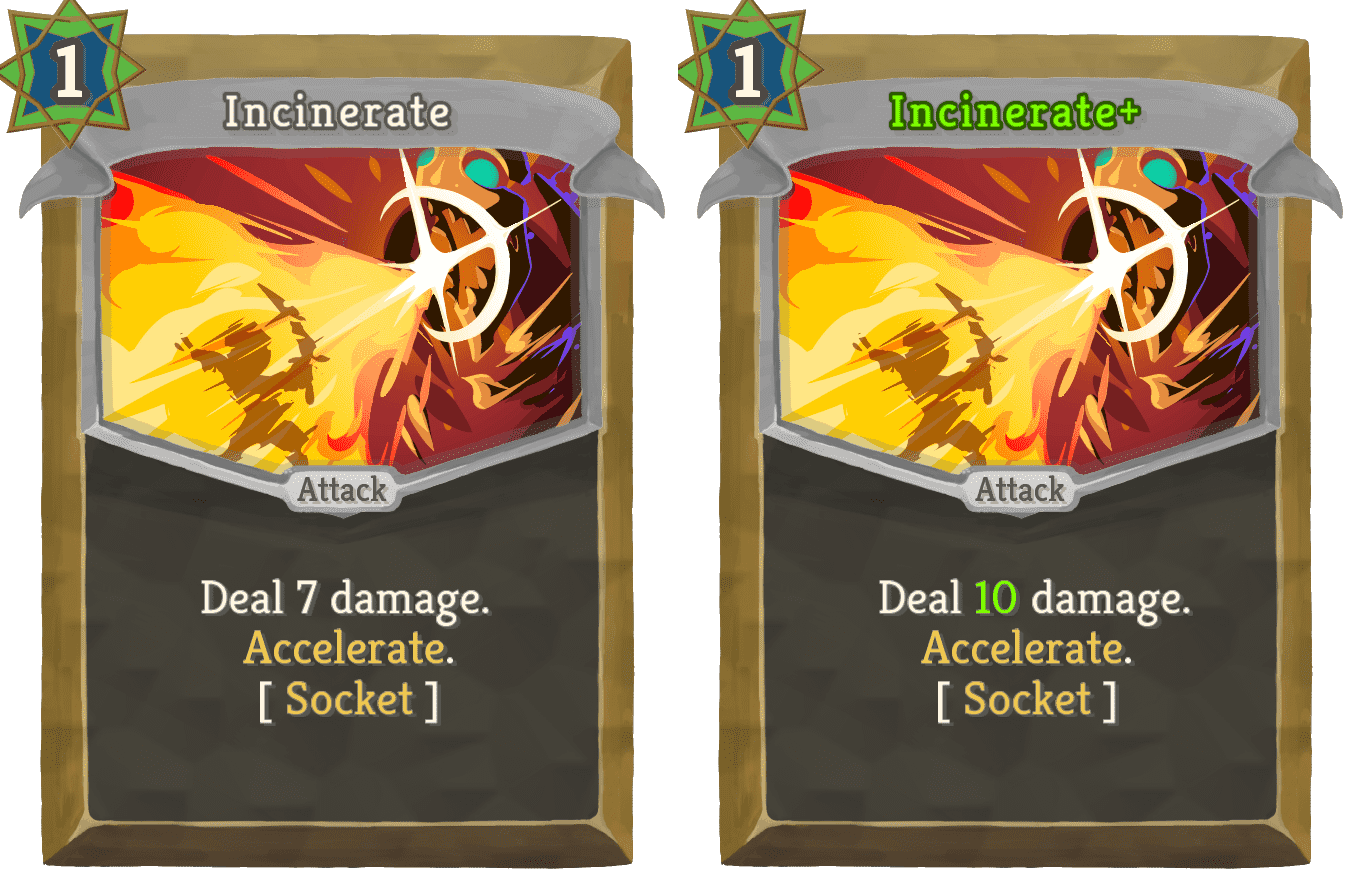 1
Incinerate
Attack
Deal 7 damage.
Accelerate.
[ Socket ]
1
Incinerate+
Attack
Deal 10 damage.
Accelerate.
[ Socket ]